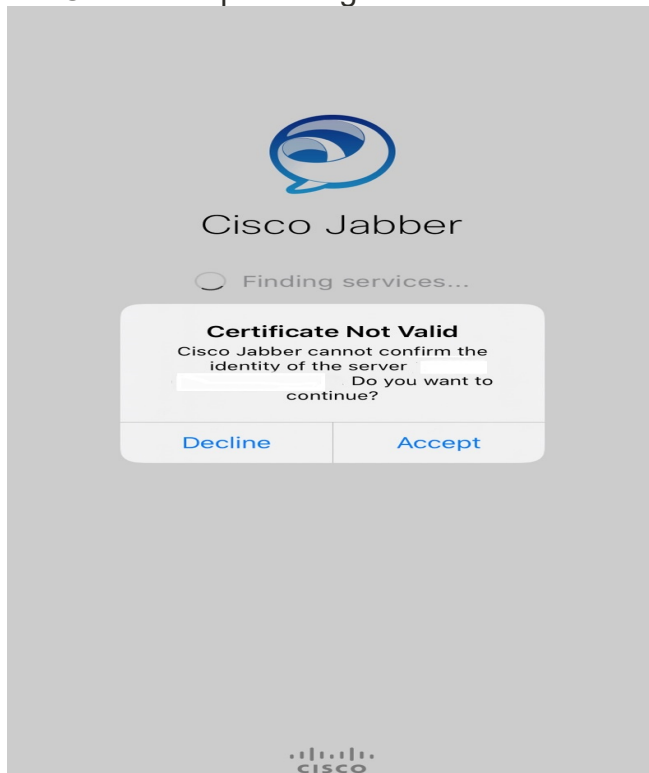 Cisco Jabber
Finding services...
Certificate Not Valid
Cisco Jabber cannot confirm the
identity of the server
. Do you want to
continue?
Decline Accept
CISCO